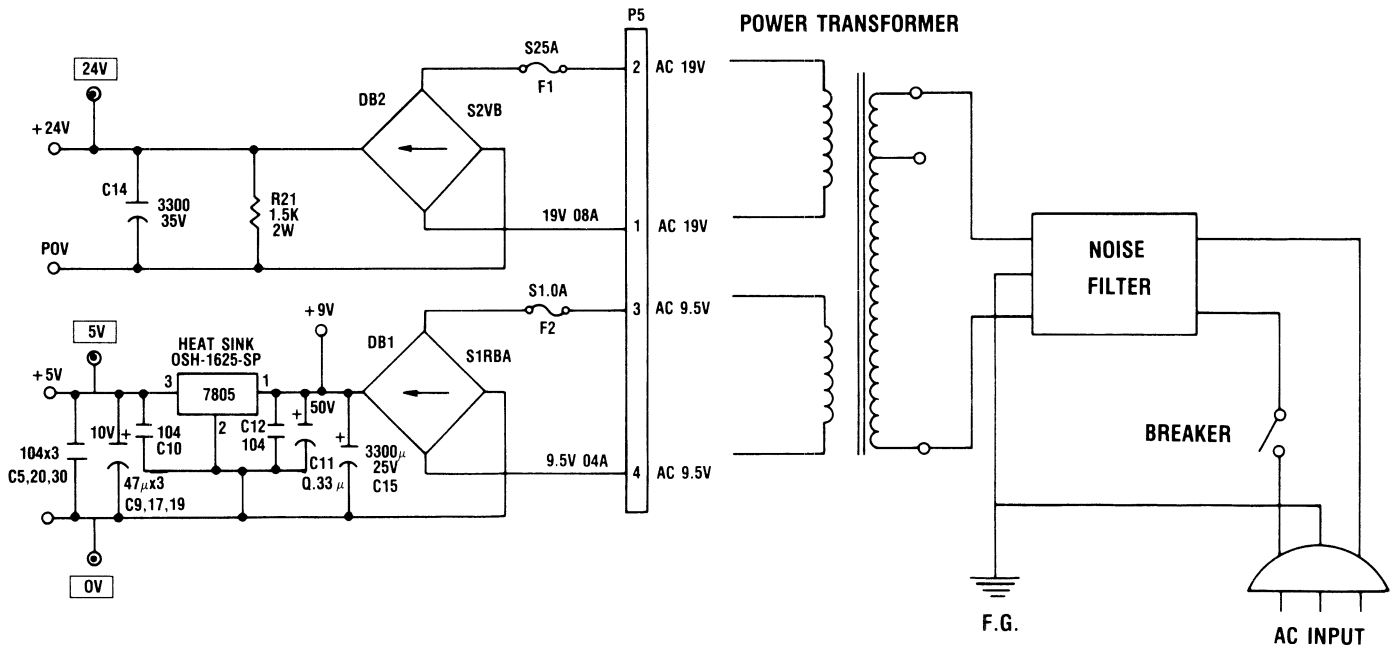 P5
POWER TRANSFORMER
24V
S25A
F1
2
AC 19V
DB2
S2VB
+24V
C14
3300
35V
R21
1.5K
2W
19V 08A
1
AC 19V
POV
NOISE
FILTER
S1.0A
F2
3
AC 9.5V
+9V
5V
HEAT SINK
OSH-1625-SP
DB1
S1RBA
+5V
3
7805
1
2
50V
104x3
C5,20,30
10V
+
47µx3
C9,17,19
104
C10
C12
104
+
C11
Q.33 µ
+
3300µ
25V
C15
9.5V 04A
4
AC 9.5V
BREAKER
0V
F.G.
AC INPUT